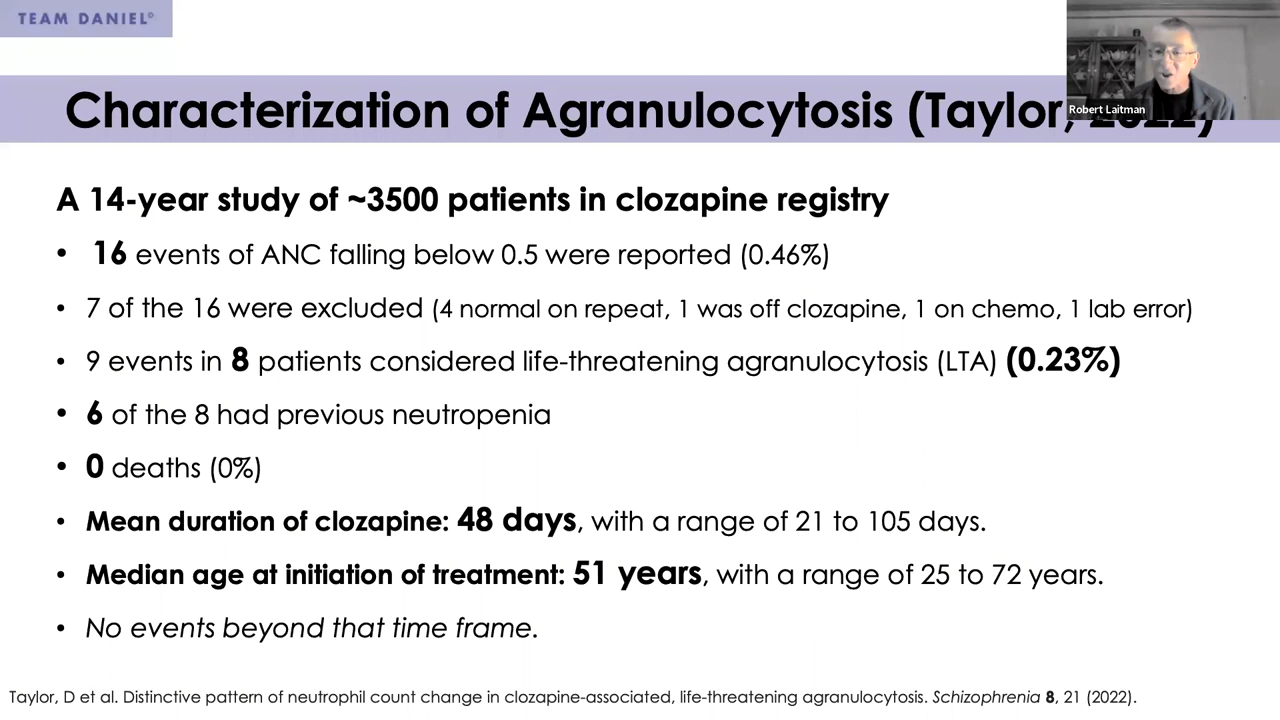 TEAM DANIEL©
Robert Laitman
Characterization of Agranulocytosis (Taylor, 2022)
A 14-year study of ~3500 patients in clozapine registry
• 16 events of ANC falling below 0.5 were reported (0.46%)
• 7 of the 16 were excluded (4 normal on repeat, 1 was off clozapine, 1 on chemo, 1 lab error)
• 9 events in 8 patients considered life-threatening agranulocytosis (LTA) (0.23%)
• 6 of the 8 had previous neutropenia
• 0 deaths (0%)
• Mean duration of clozapine: 48 days, with a range of 21 to 105 days.
• Median age at initiation of treatment: 51 years, with a range of 25 to 72 years.
• No events beyond that time frame.
Taylor, D et al. Distinctive pattern of neutrophil count change in clozapine-associated, life-threatening agranulocytosis. Schizophrenia 8, 21 (2022).